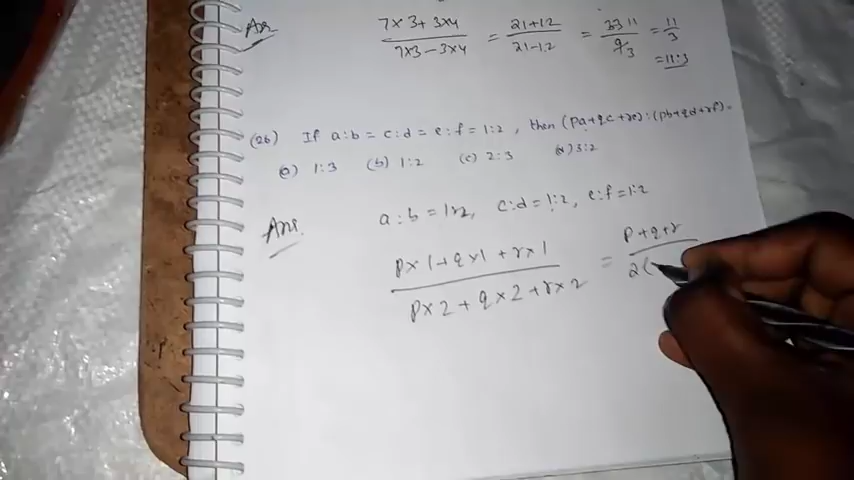 Ans
7×3+3×4 / 7×3-3×4 = 21+12 / 21-12 = 33 11 / 9 3 = 11/3
= 11:3
(26) If a:b = c:d = e:f = 1:2, then (pa+qc+re):(pb+qd+rf)=
(a) 1:3 (b) 1:2 (c) 2:3 (d) 3:2
Ans. a:b = 1:2, c:d = 1:2, e:f = 1:2
p×1+q×1+r×1 / p×2+q×2+r×2 = p+q+r / 2(